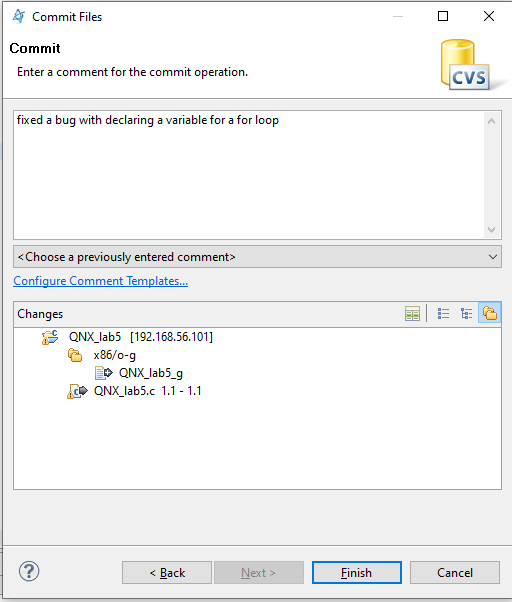 Commit Files
Commit
Enter a comment for the commit operation.
CVS
fixed a bug with declaring a variable for a for loop
<Choose a previously entered comment>
Configure Comment Templates...
Changes
QNX_lab5 [192.168.56.101]
x86/o-g
QNX_lab5_g
QNX_lab5.c 1.1 - 1.1
?
< Back
Next >
Finish
Cancel